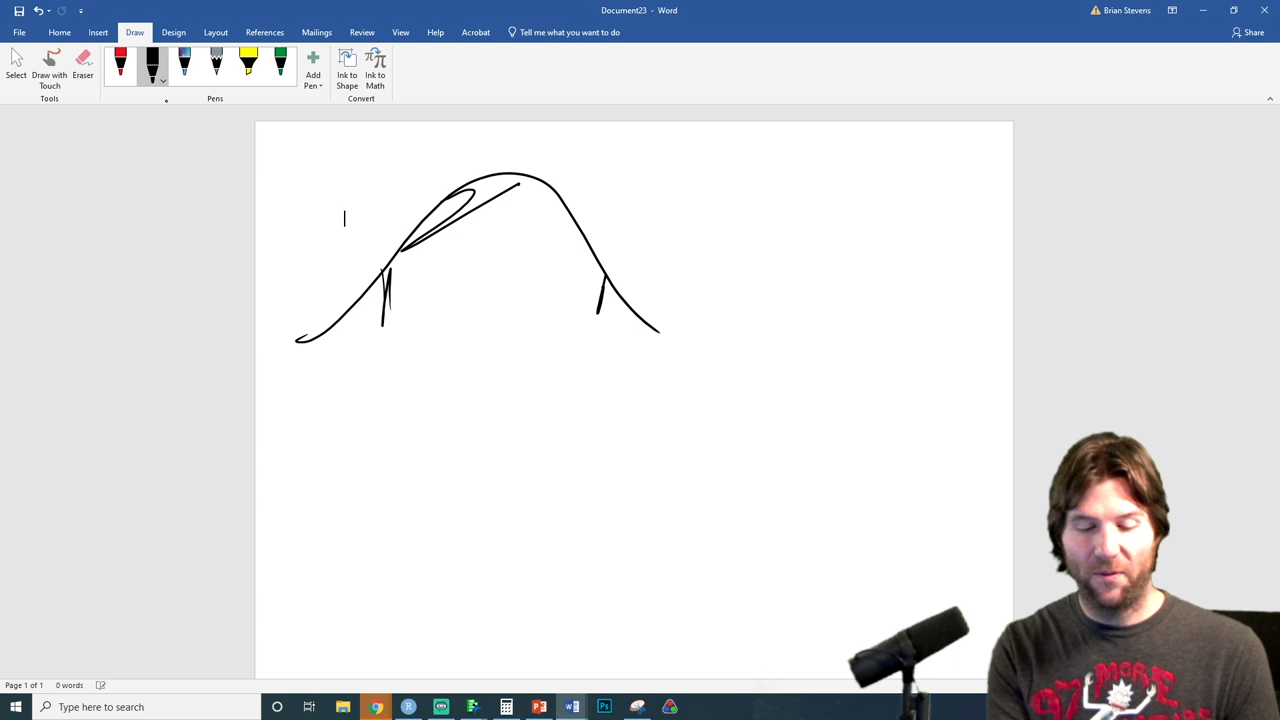 Document23 - Word
Brian Stevens
File Home Insert Draw Design Layout References Mailings Review View Help Acrobat Tell me what you want to do Share
Select
Draw with Touch
Eraser
Add Pen
Ink to Shape
Ink to Math
Tools Pens Convert
97 MORE
Page 1 of 1 0 words
Type here to search